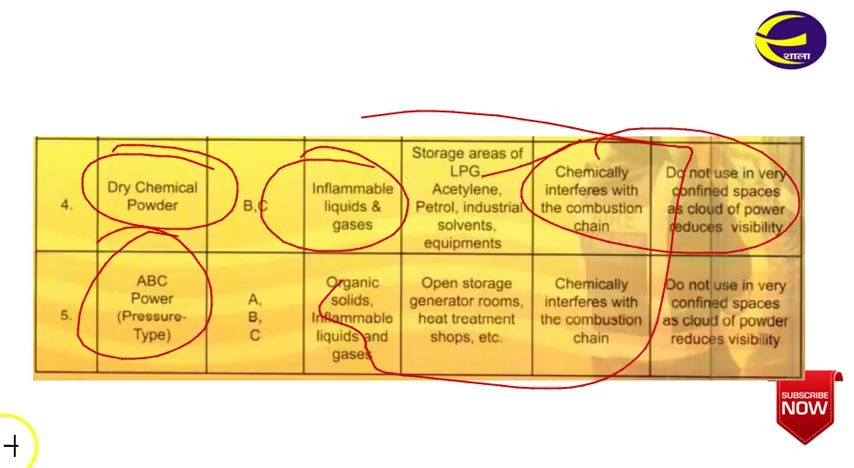 शाला
4.
Dry Chemical
Powder
B,C
Inflammable
liquids &
gases
Storage areas of
LPG,
Acetylene,
Petrol, industrial
solvents,
equipments
Chemically
interferes with
the combustion
chain
Do not use in very
confined spaces
as cloud of power
reduces visibility
5.
ABC
Power
(Pressure-
Type)
A,
B,
C
Organic
solids,
Inflammable
liquids and
gases
Open storage
generator rooms,
heat treatment
shops, etc.
Chemically
interferes with
the combustion
chain
Do not use in very
confined spaces
as cloud of powder
reduces visibility
SUBSCRIBE
NOW